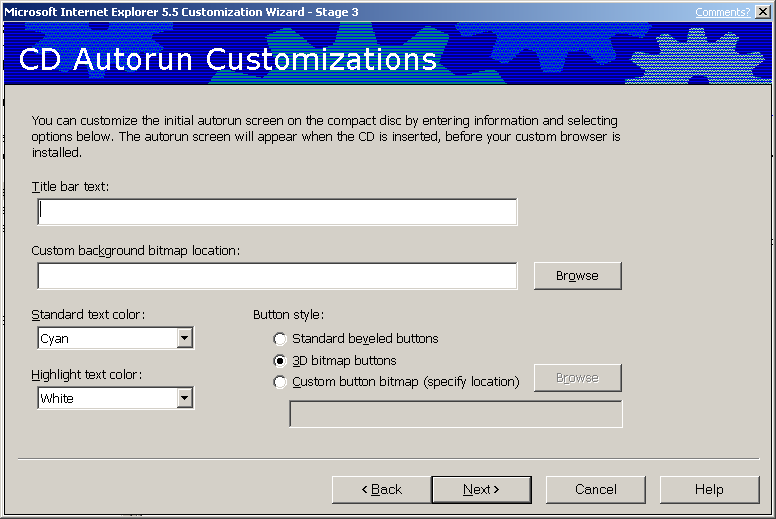 Microsoft Internet Explorer 5.5 Customization Wizard - Stage 3
Comments?
CD Autorun Customizations
You can customize the initial autorun screen on the compact disc by entering information and selecting
options below. The autorun screen will appear when the CD is inserted, before your custom browser is
installed.
Title bar text:
Custom background bitmap location:
Browse
Standard text color:
Cyan
Highlight text color:
White
Button style:
Standard beveled buttons
3D bitmap buttons
Custom button bitmap (specify location)
Browse
< Back
Next >
Cancel
Help